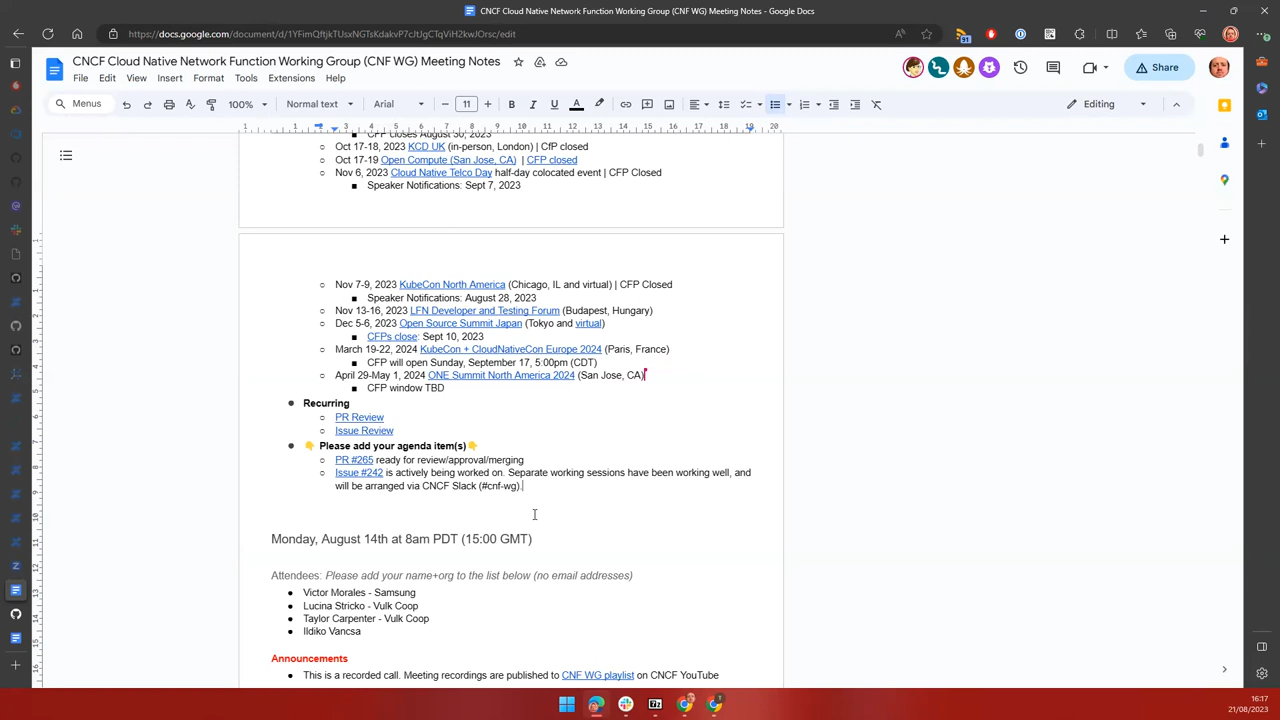 CNCF Cloud Native Network Function Working Group (CNF WG) Meeting Notes - Google Docs
https://docs.google.com/document/d/1YFimQftjkTUsxNGTsKdakvP7cJtJgCTqViH2kwJOrsc/edit
CNCF Cloud Native Network Function Working Group (CNF WG) Meeting Notes
File Edit View Insert Format Tools Extensions Help
Share
Menus 100% Normal text Arial 11 Editing
CFP closes August 30, 2023
Oct 17-18, 2023 KCD UK (in-person, London) | CfP closed
Oct 17-19 Open Compute (San Jose, CA) | CFP closed
Nov 6, 2023 Cloud Native Telco Day half-day colocated event | CFP Closed
Speaker Notifications: Sept 7, 2023
Nov 7-9, 2023 KubeCon North America (Chicago, IL and virtual) | CFP Closed
Speaker Notifications: August 28, 2023
Nov 13-16, 2023 LFN Developer and Testing Forum (Budapest, Hungary)
Dec 5-6, 2023 Open Source Summit Japan (Tokyo and virtual)
CFPs close: Sept 10, 2023
March 19-22, 2024 KubeCon + CloudNativeCon Europe 2024 (Paris, France)
CFP will open Sunday, September 17, 5:00pm (CDT)
April 29-May 1, 2024 ONE Summit North America 2024 (San Jose, CA)
CFP window TBD
Recurring
PR Review
Issue Review
👇 Please add your agenda item(s)👇
PR #265 ready for review/approval/merging
Issue #242 is actively being worked on. Separate working sessions have been working well, and
will be arranged via CNCF Slack (#cnf-wg).
Monday, August 14th at 8am PDT (15:00 GMT)
Attendees: Please add your name+org to the list below (no email addresses)
Victor Morales - Samsung
Lucina Stricko - Vulk Coop
Taylor Carpenter - Vulk Coop
Ildiko Vancsa
Announcements
This is a recorded call. Meeting recordings are published to CNF WG playlist on CNCF YouTube
16:17
21/08/2023